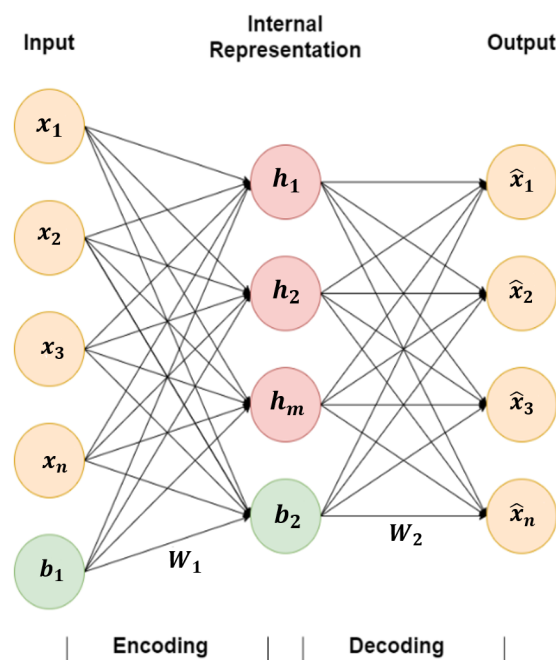 Input
Internal
Representation
Output
x₁
x₂
x₃
xₙ
b₁
h₁
h₂
hₘ
b₂
x̂₁
x̂₂
x̂₃
x̂ₙ
W₁
W₂
Encoding
Decoding